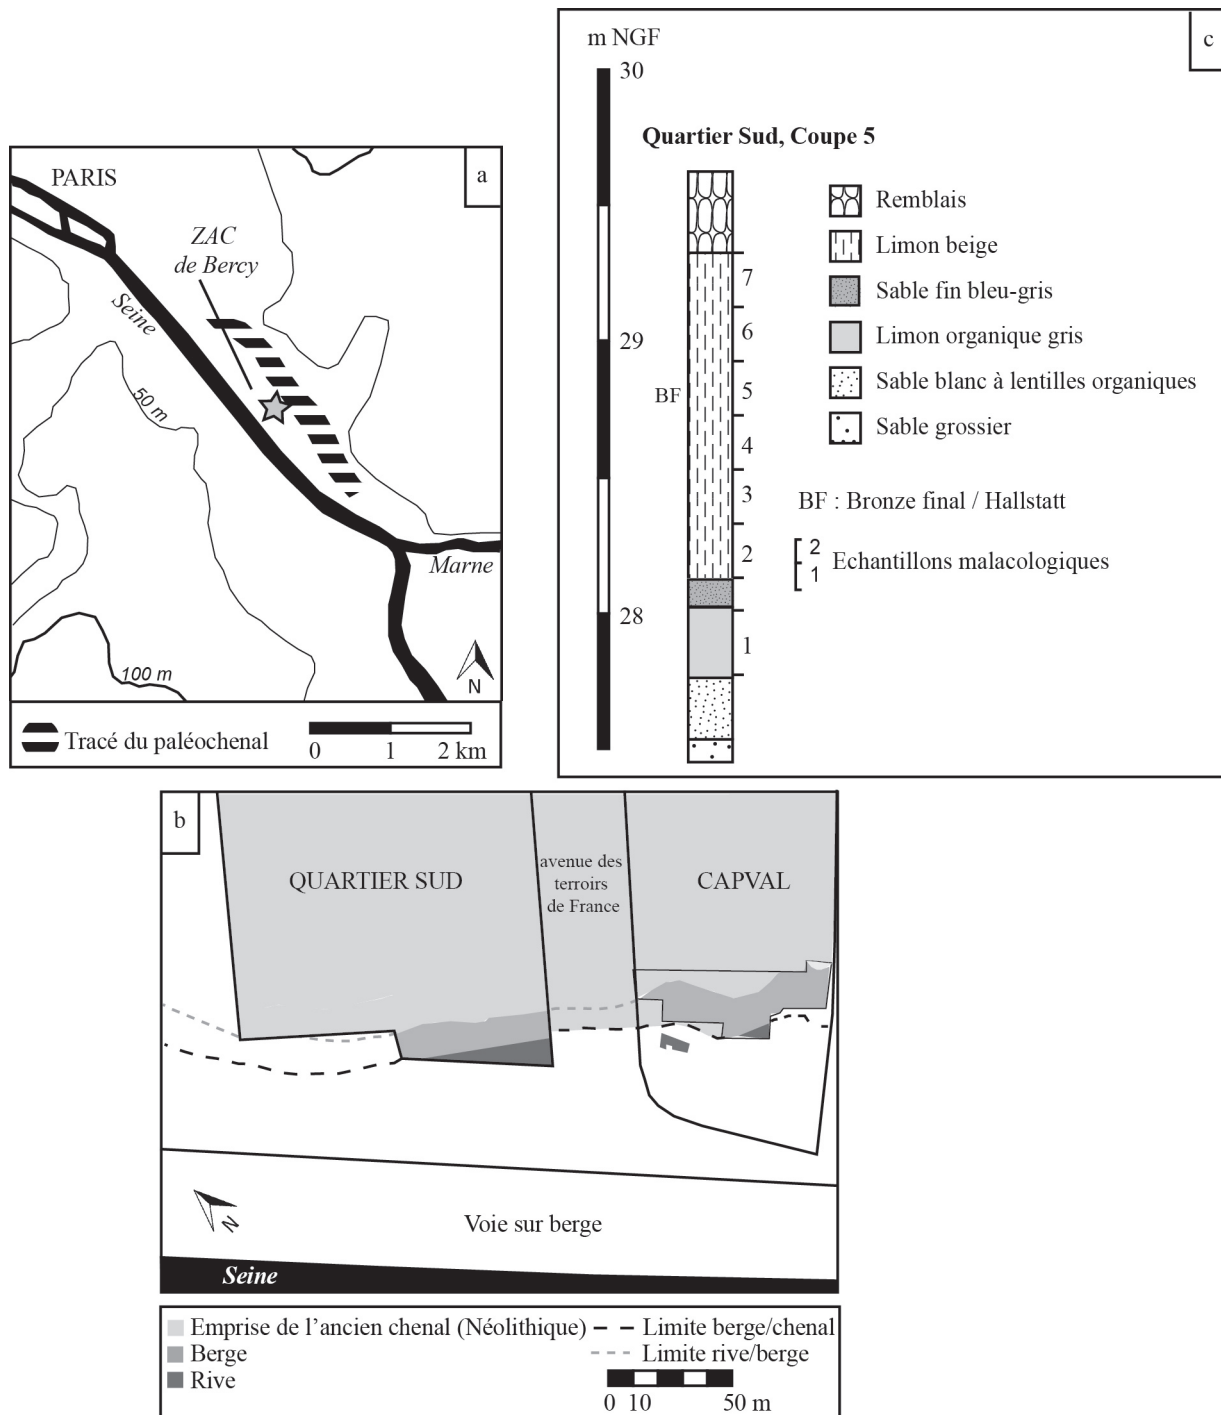 a
PARIS
ZAC
de Bercy
Seine
50 m
Marne
100 m
N
Tracé du paléochenal
0 1 2 km
c
m NGF
30
29
28
Quartier Sud, Coupe 5
7
6
5
BF
4
3
2
1
Remblais
Limon beige
Sable fin bleu-gris
Limon organique gris
Sable blanc à lentilles organiques
Sable grossier
BF : Bronze final / Hallstatt
2
1
Echantillons malacologiques
b
QUARTIER SUD
avenue des
terroirs
de France
CAPVAL
N
Voie sur berge
Seine
Emprise de l'ancien chenal (Néolithique)
Berge
Rive
Limite berge/chenal
Limite rive/berge
0 10 50 m